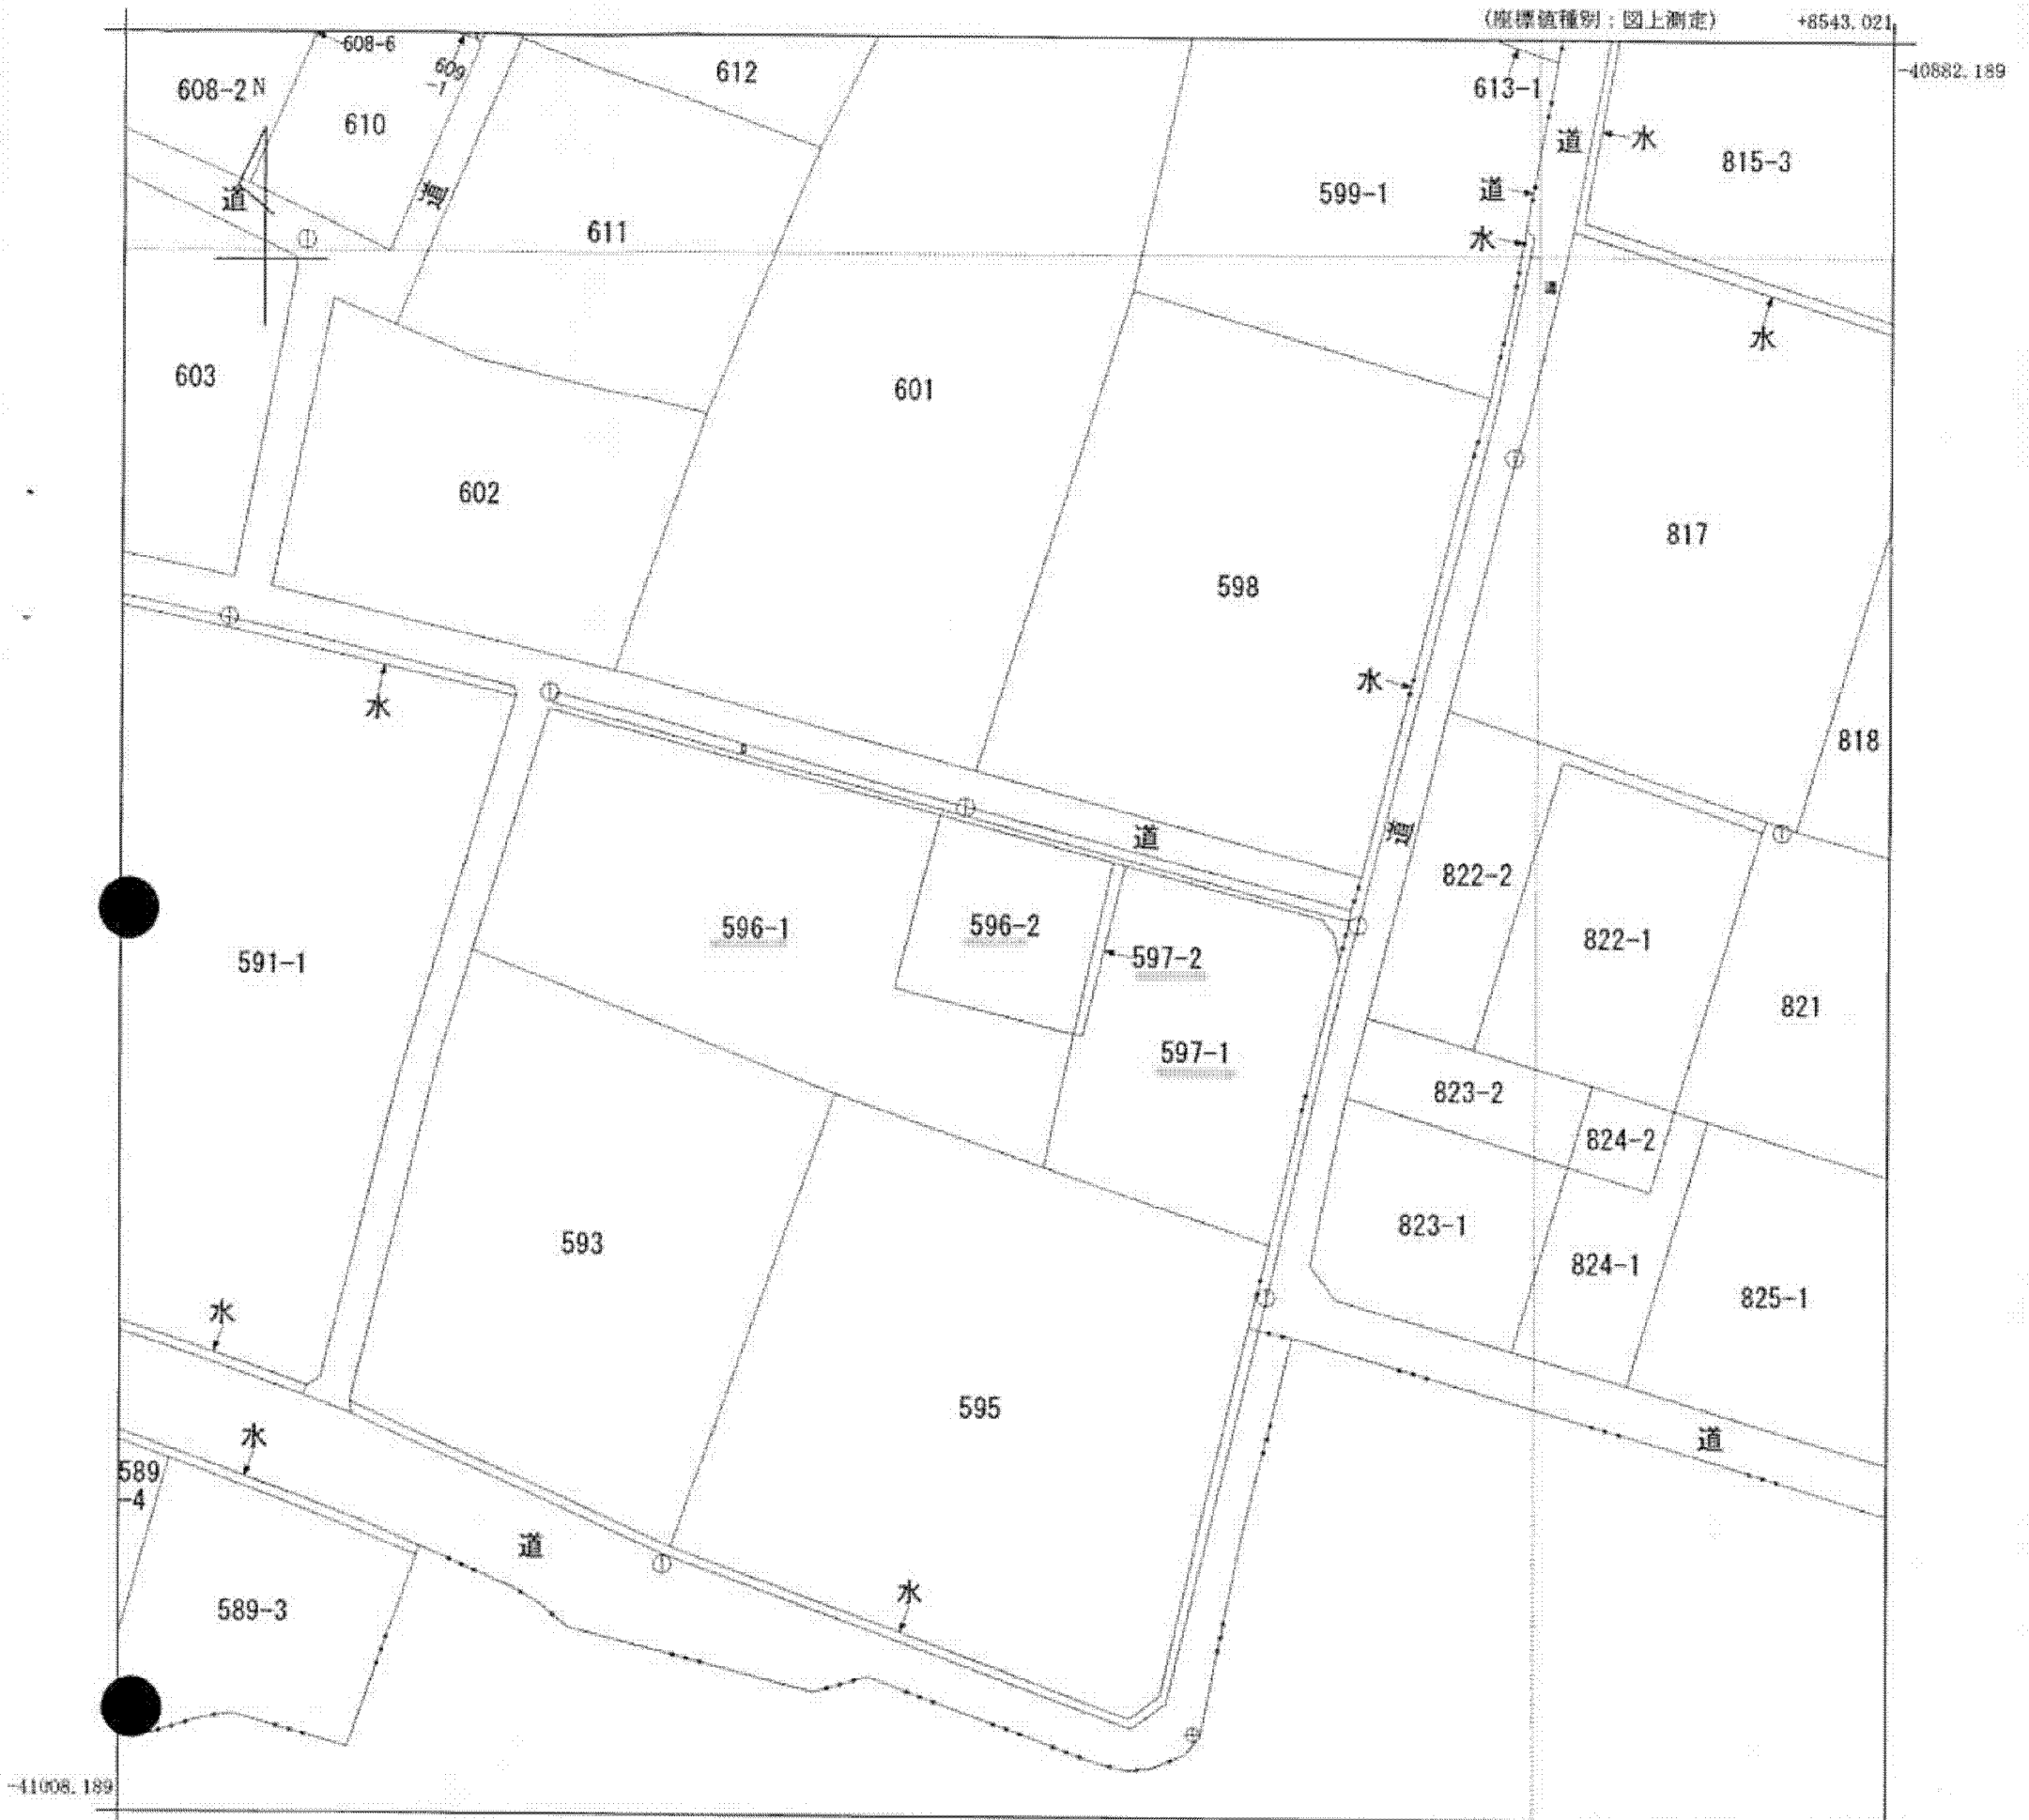 (座標値種別：図上測定)
+8543.021
-40882.189
608-6
609
-1
612
608-2
N
610
613-1
道
水
815-3
道
道
道
599-1
611
水
水
603
601
602
817
598
水
水
818
道
道
822-2
596-1
596-2
822-1
591-1
597-2
821
597-1
823-2
824-2
823-1
593
824-1
825-1
水
595
水
道
589
-4
道
水
589-3
-41008.189